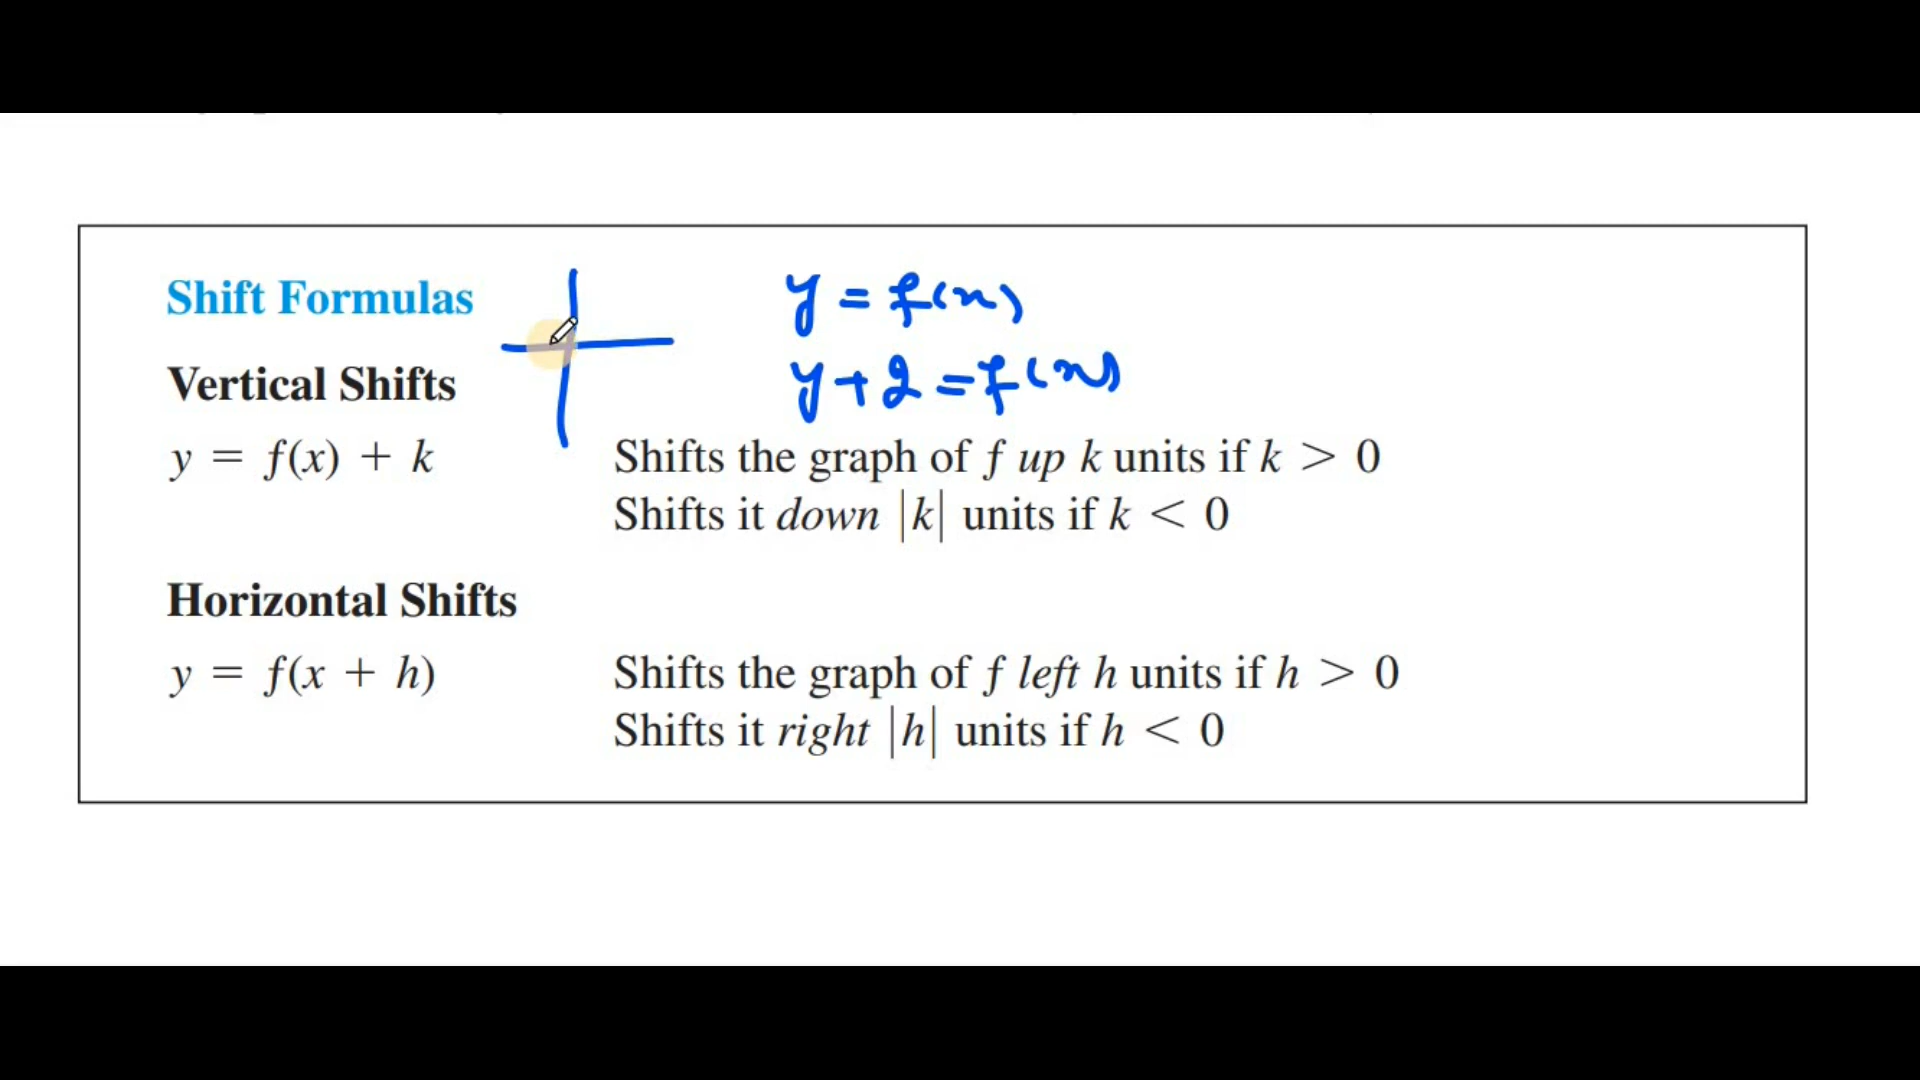 Shift Formulas
y = f(x)
Vertical Shifts
y + 2 = f(x)
y = f(x) + k
Shifts the graph of f up k units if k > 0
Shifts it down |k| units if k < 0
Horizontal Shifts
y = f(x + h)
Shifts the graph of f left h units if h > 0
Shifts it right |h| units if h < 0